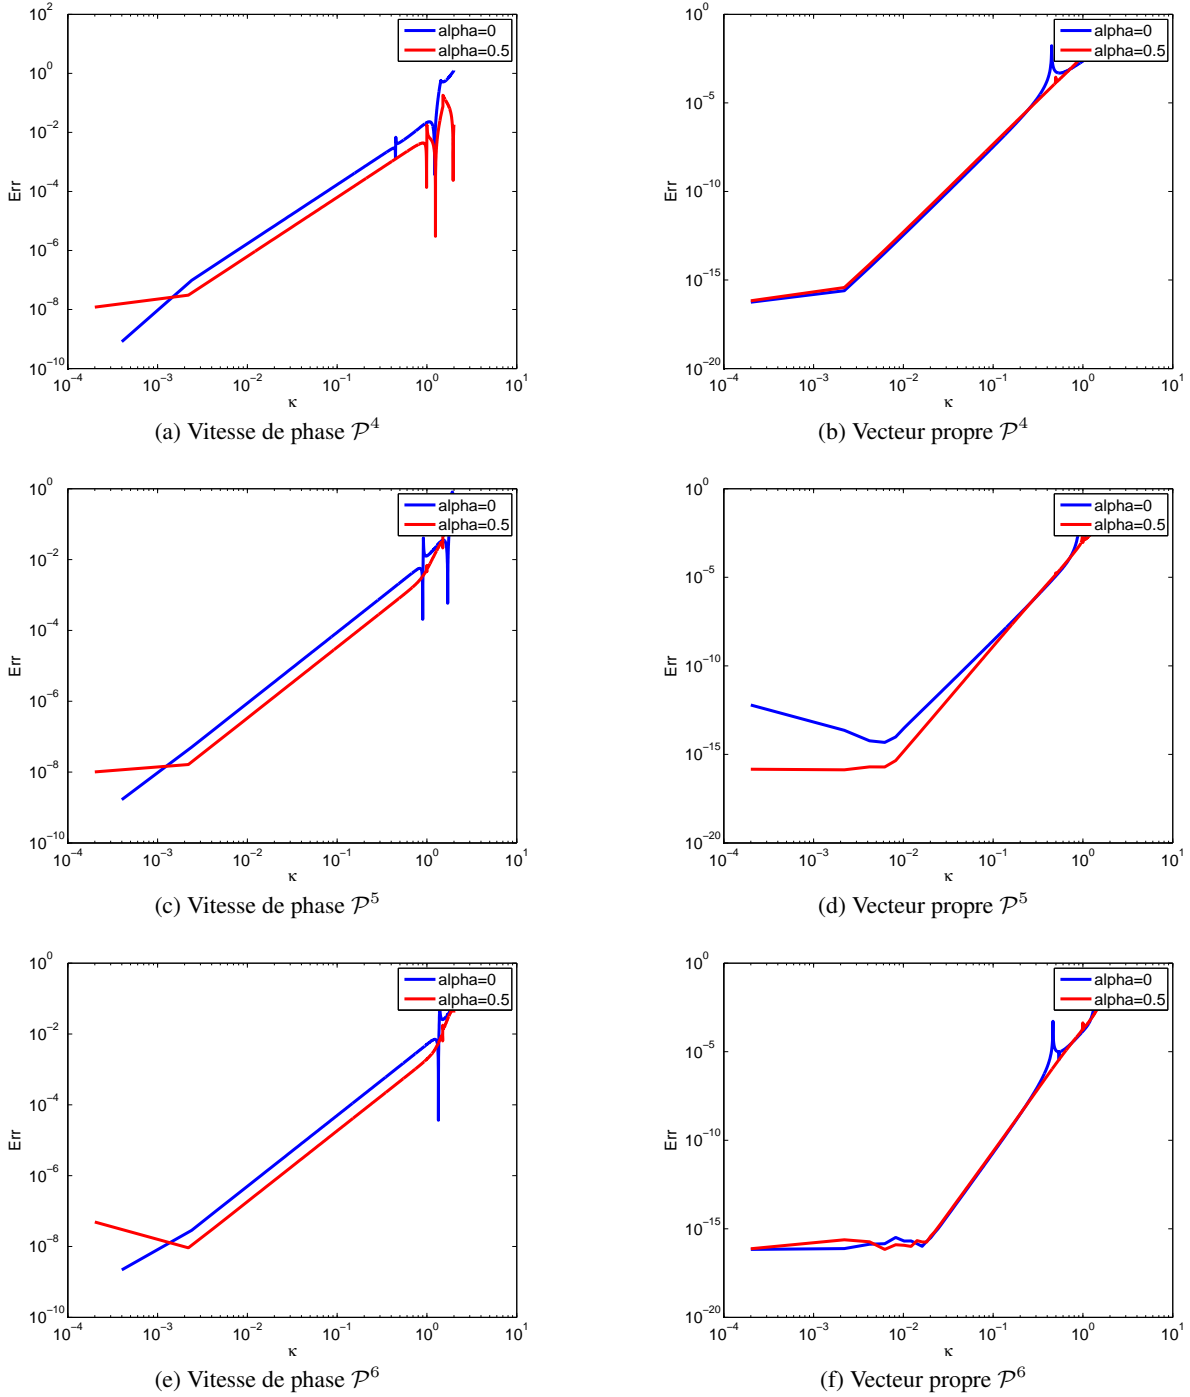 10^2
10^0
10^−2
10^−4
10^−6
10^−8
10^−10
Err
10^−4 10^−3 10^−2 10^−1 10^0 10^1
κ
alpha=0
alpha=0.5
(a) Vitesse de phase P^4
10^0
10^−5
10^−10
10^−15
10^−20
Err
10^−4 10^−3 10^−2 10^−1 10^0 10^1
κ
alpha=0
alpha=0.5
(b) Vecteur propre P^4
10^0
10^−2
10^−4
10^−6
10^−8
10^−10
Err
10^−4 10^−3 10^−2 10^−1 10^0 10^1
κ
alpha=0
alpha=0.5
(c) Vitesse de phase P^5
10^0
10^−5
10^−10
10^−15
10^−20
Err
10^−4 10^−3 10^−2 10^−1 10^0 10^1
κ
alpha=0
alpha=0.5
(d) Vecteur propre P^5
10^0
10^−2
10^−4
10^−6
10^−8
10^−10
Err
10^−4 10^−3 10^−2 10^−1 10^0 10^1
κ
alpha=0
alpha=0.5
(e) Vitesse de phase P^6
10^0
10^−5
10^−10
10^−15
10^−20
Err
10^−4 10^−3 10^−2 10^−1 10^0 10^1
κ
alpha=0
alpha=0.5
(f) Vecteur propre P^6